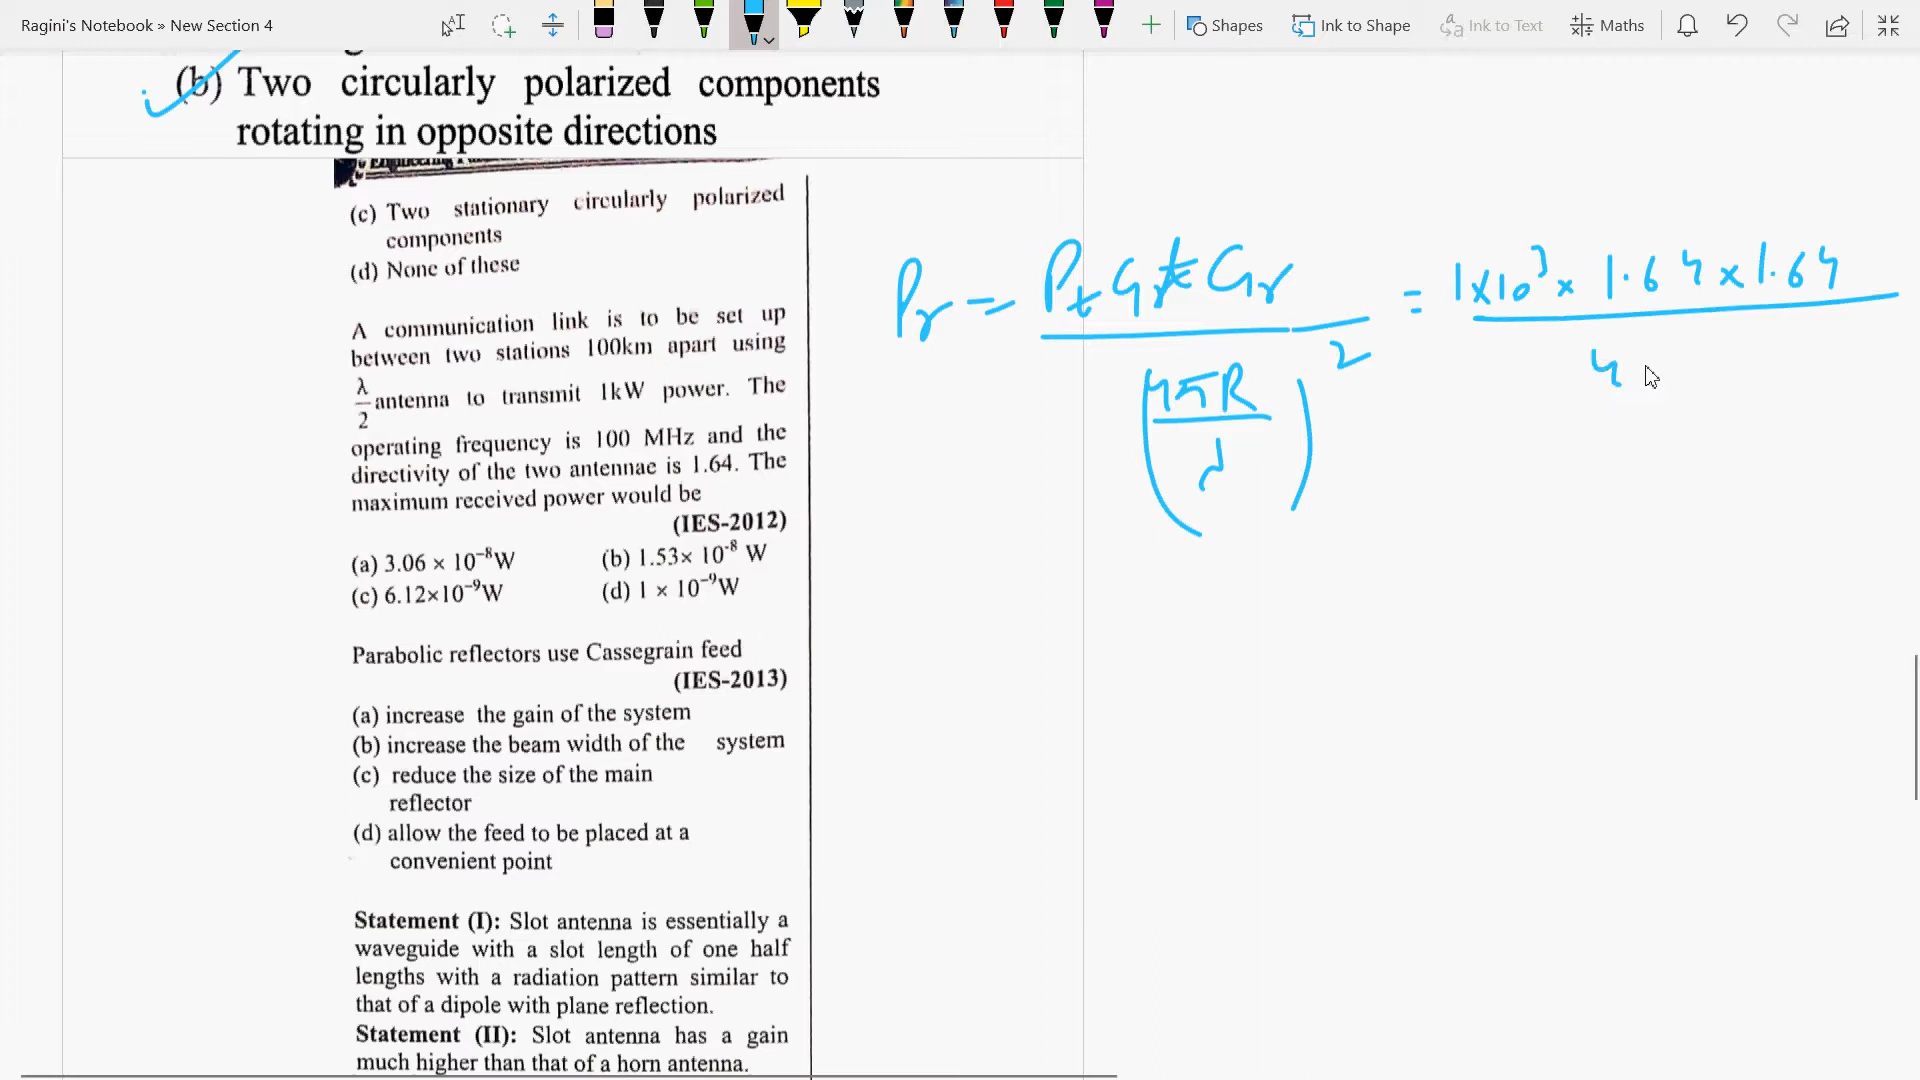 Ragini's Notebook » New Section 4
Shapes
Ink to Shape
Ink to Text
Maths
(b) Two circularly polarized components
rotating in opposite directions
(c) Two stationary circularly polarized
components
(d) None of these
A communication link is to be set up
between two stations 100km apart using
λ/2 antenna to transmit 1kW power. The
operating frequency is 100 MHz and the
directivity of the two antennae is 1.64. The
maximum received power would be
(IES-2012)
(a) 3.06 × 10⁻⁸W (b) 1.53× 10⁻⁸ W
(c) 6.12×10⁻⁹W (d) 1 × 10⁻⁹W
Parabolic reflectors use Cassegrain feed
(IES-2013)
(a) increase the gain of the system
(b) increase the beam width of the system
(c) reduce the size of the main
reflector
(d) allow the feed to be placed at a
convenient point
Statement (I): Slot antenna is essentially a
waveguide with a slot length of one half
lengths with a radiation pattern similar to
that of a dipole with plane reflection.
Statement (II): Slot antenna has a gain
much higher than that of a horn antenna.
Pr = Pt Gt Gr / (4πR/λ)² = 1×10³ × 1.64 × 1.64 / 4